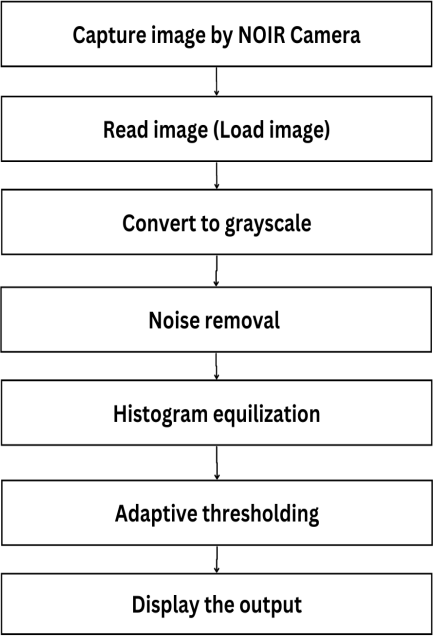 Capture image by NOIR Camera
Read image (Load image)
Convert to grayscale
Noise removal
Histogram equilization
Adaptive thresholding
Display the output